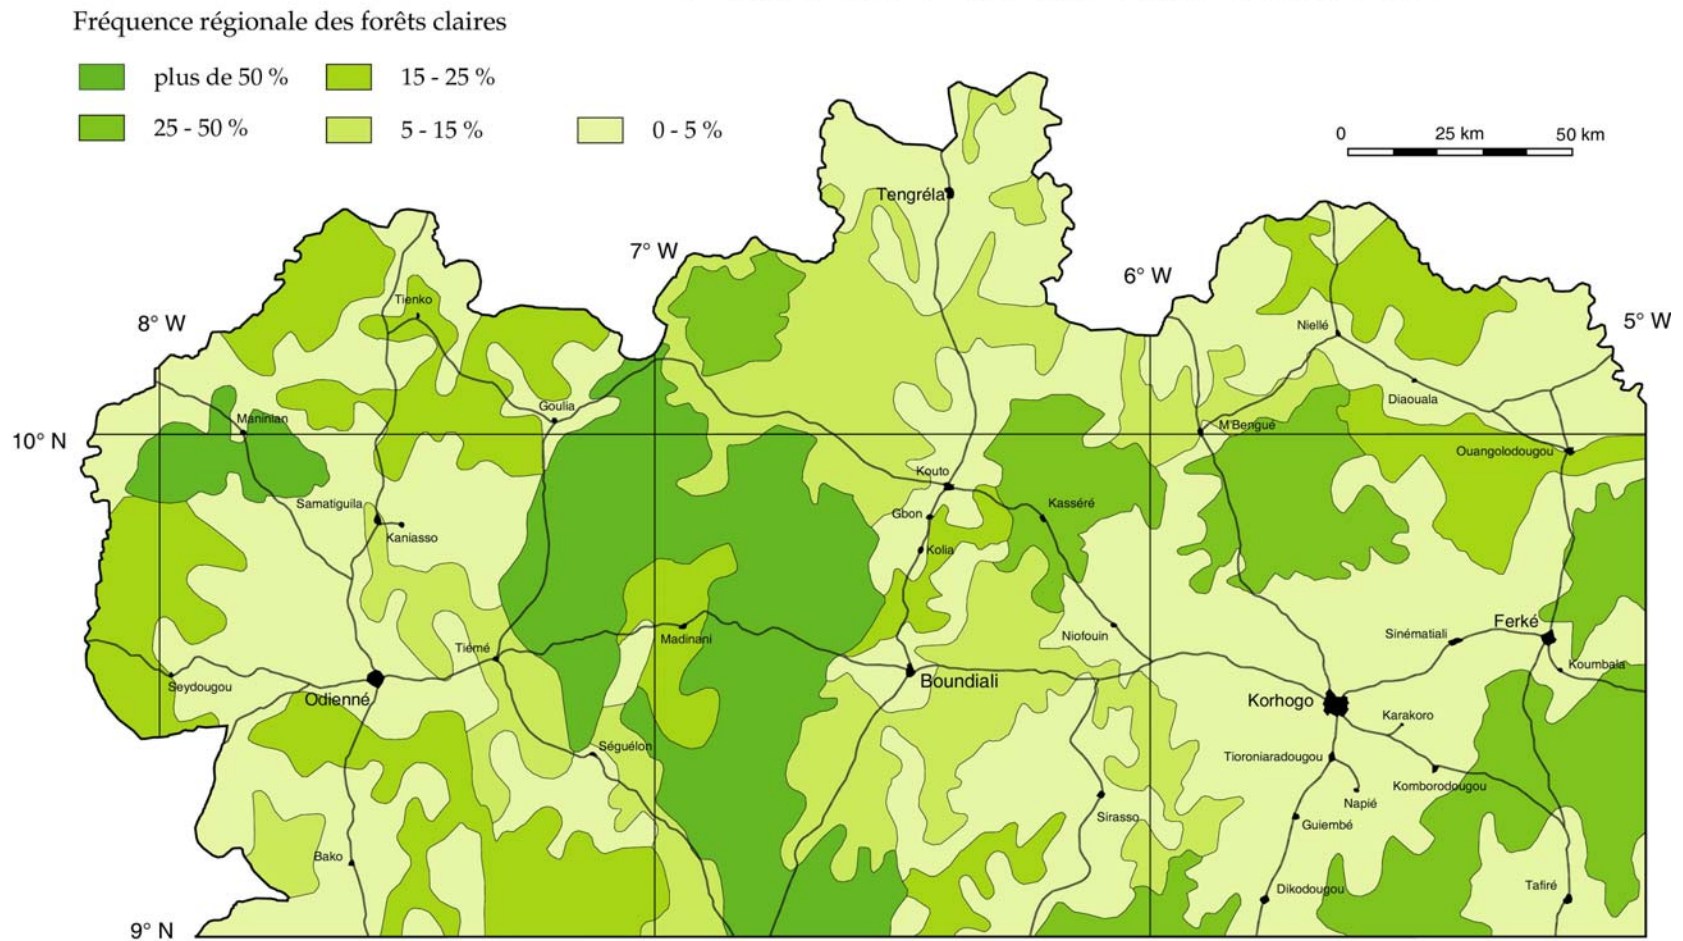 Fréquence régionale des forêts claires
plus de 50 %
15 - 25 %
25 - 50 %
5 - 15 %
0 - 5 %
0
25 km
50 km
Tengréla
7° W
6° W
8° W
5° W
Tienko
Niellé
Diaouala
Goulia
Maninian
M'Bengué
10° N
Ouangolodougou
Kouto
Samatiguila
Kasséré
Gbon
Kaniasso
Kolia
Ferké
Niofouin
Sinématiali
Madinani
Tiémé
Koumbala
Seydougou
Boundiali
Odienné
Korhogo
Karakoro
Séguélon
Tioroniaradougou
Komborodougou
Napié
Sirasso
Guiembé
Bako
Dikodougou
Tafiré
9° N